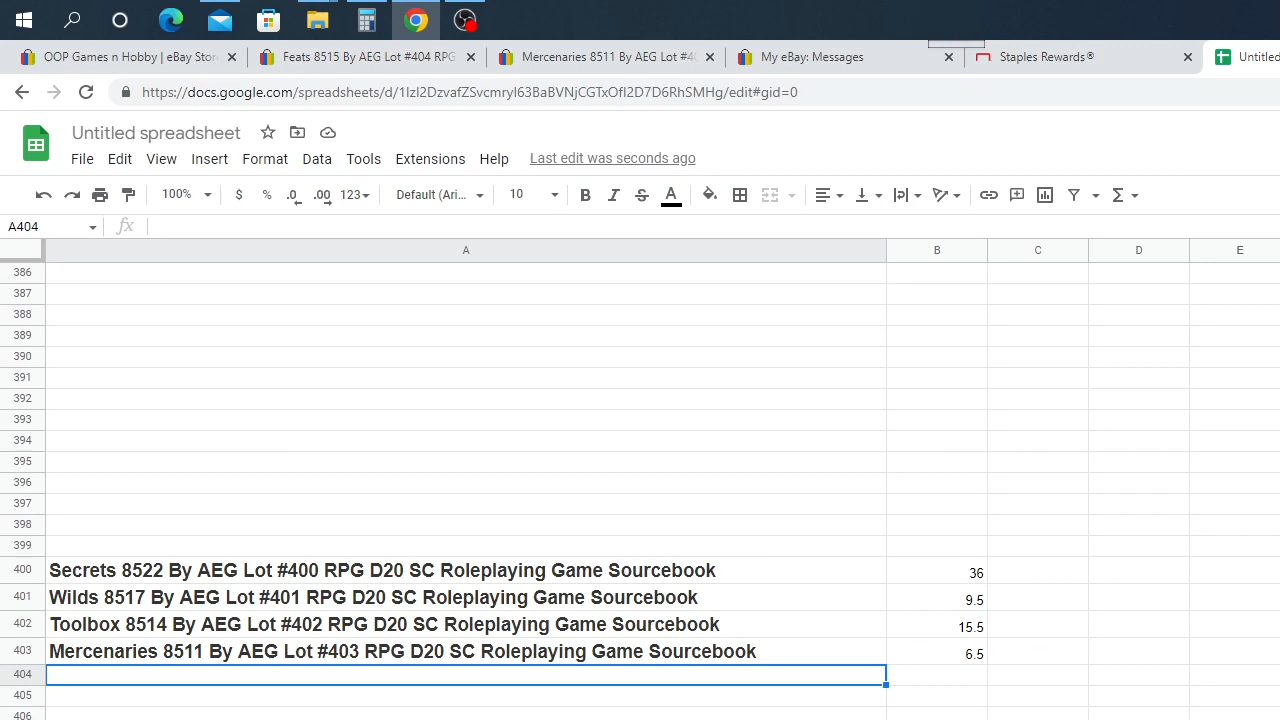 OOP Games n Hobby | eBay Stor
Feats 8515 By AEG Lot #404 RPG
Mercenaries 8511 By AEG Lot #40
My eBay: Messages
Staples Rewards®
Untitled
https://docs.google.com/spreadsheets/d/1IzI2DzvafZSvcmryI63BaBVNjCGTxOfI2D7D6RhSMHg/edit#gid=0
Untitled spreadsheet
File Edit View Insert Format Data Tools Extensions Help Last edit was seconds ago
100% $ % .0 .00 123 Default (Ari... 10 B I S A
A404 fx
A B C D E
386
387
388
389
390
391
392
393
394
395
396
397
398
399
400 Secrets 8522 By AEG Lot #400 RPG D20 SC Roleplaying Game Sourcebook 36
401 Wilds 8517 By AEG Lot #401 RPG D20 SC Roleplaying Game Sourcebook 9.5
402 Toolbox 8514 By AEG Lot #402 RPG D20 SC Roleplaying Game Sourcebook 15.5
403 Mercenaries 8511 By AEG Lot #403 RPG D20 SC Roleplaying Game Sourcebook 6.5
404
405
406